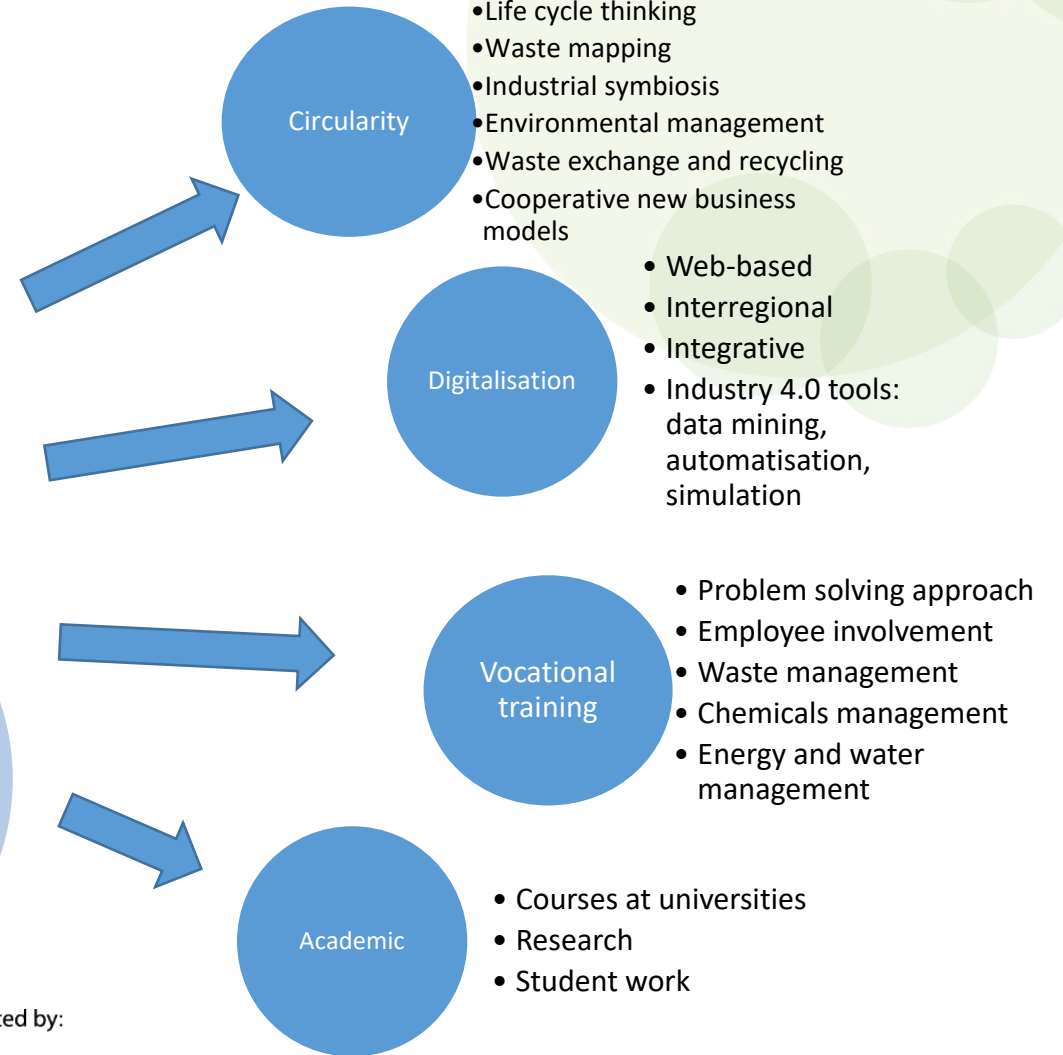 •Life cycle thinking
•Waste mapping
•Industrial symbiosis
•Environmental management
•Waste exchange and recycling
•Cooperative new business
models
Circularity
• Web-based
• Interregional
• Integrative
• Industry 4.0 tools:
data mining,
automatisation,
simulation
Digitalisation
• Problem solving approach
• Employee involvement
• Waste management
• Chemicals management
• Energy and water
management
Vocational
training
• Courses at universities
• Research
• Student work
Academic
by: